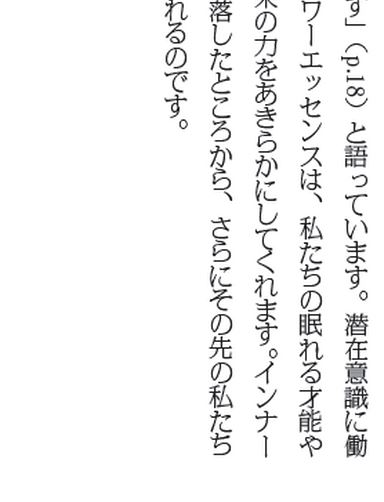 す」（p.18）と語っています。潜在意識に働
ワーエッセンスは、私たちの眠れる才能や
の力をあきらかにしてくれます。インナー
落したところから、さらにその先の私たち
れるのです。